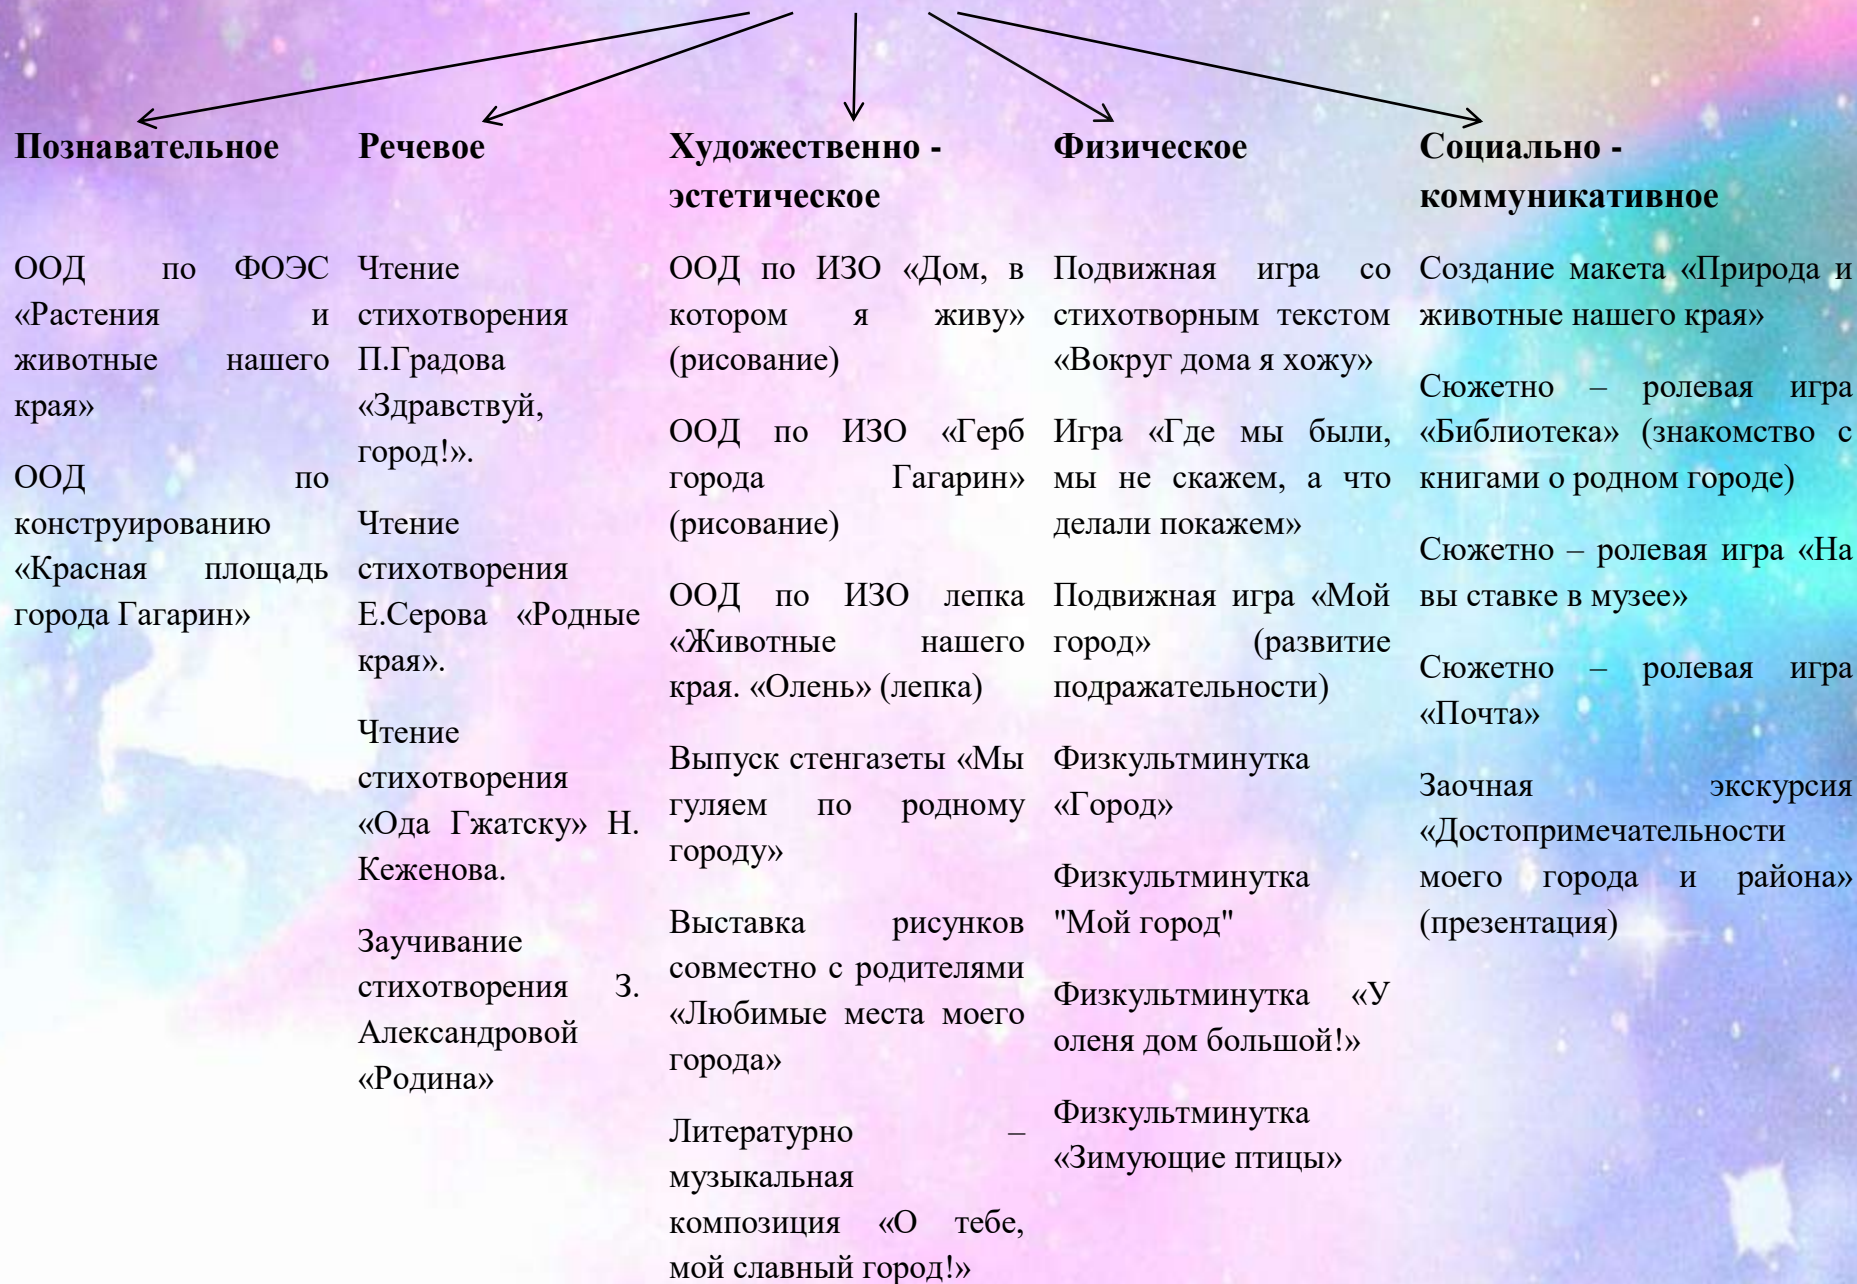 Познавательное
ООД по ФОЭС
«Растения и
животные нашего
края»
ООД по
конструированию
«Красная площадь
города Гагарин»
Речевое
Чтение
стихотворения
П.Градова
«Здравствуй,
город!».
Чтение
стихотворения
Е.Серова «Родные
края».
Чтение
стихотворения
«Ода Гжатску» Н.
Кеженова.
Заучивание
стихотворения З.
Александровой
«Родина»
Художественно -
эстетическое
ООД по ИЗО «Дом, в
котором я живу»
(рисование)
ООД по ИЗО «Герб
города Гагарин»
(рисование)
ООД по ИЗО лепка
«Животные нашего
края. «Олень» (лепка)
Выпуск стенгазеты «Мы
гуляем по родному
городу»
Выставка рисунков
совместно с родителями
«Любимые места моего
города»
Литературно –
музыкальная
композиция «О тебе,
мой славный город!»
Физическое
Подвижная игра со
стихотворным текстом
«Вокруг дома я хожу»
Игра «Где мы были,
мы не скажем, а что
делали покажем»
Подвижная игра «Мой
город» (развитие
подражательности)
Физкультминутка
«Город»
Физкультминутка
"Мой город"
Физкультминутка «У
оленя дом большой!»
Физкультминутка
«Зимующие птицы»
Социально -
коммуникативное
Создание макета «Природа и
животные нашего края»
Сюжетно – ролевая игра
«Библиотека» (знакомство с
книгами о родном городе)
Сюжетно – ролевая игра «На
вы ставке в музее»
Сюжетно – ролевая игра
«Почта»
Заочная экскурсия
«Достопримечательности
моего города и района»
(презентация)